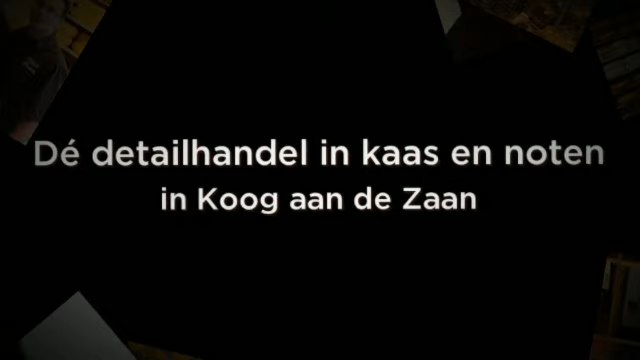 Dé detailhandel in kaas en noten
in Koog aan de Zaan